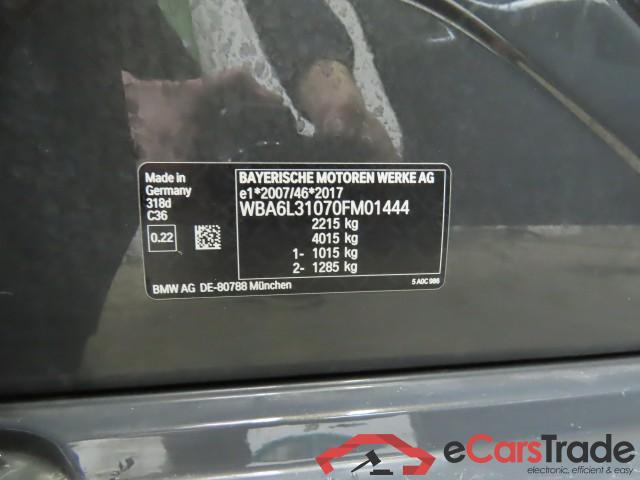 Made in
Germany
318d
C36
0.22
BAYERISCHE MOTOREN WERKE AG
e1*2007/46*2017
WBA6L31070FM01444
2215 kg
4015 kg
1- 1015 kg
2- 1285 kg
BMW AG DE-80788 München
5 A0C 986
eCarsTrade
electronic, efficient & easy